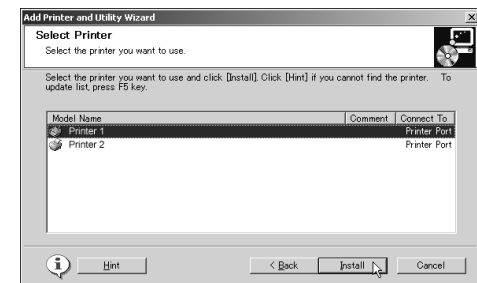 Add Printer and Utility Wizard
Select Printer
Select the printer you want to use.
Select the printer you want to use and click [Install]. Click [Hint] if you cannot find the printer. To
update list, press F5 key.
Model Name Comment Connect To
Printer 1 Printer Port
Printer 2 Printer Port
Hint < Back Install Cancel